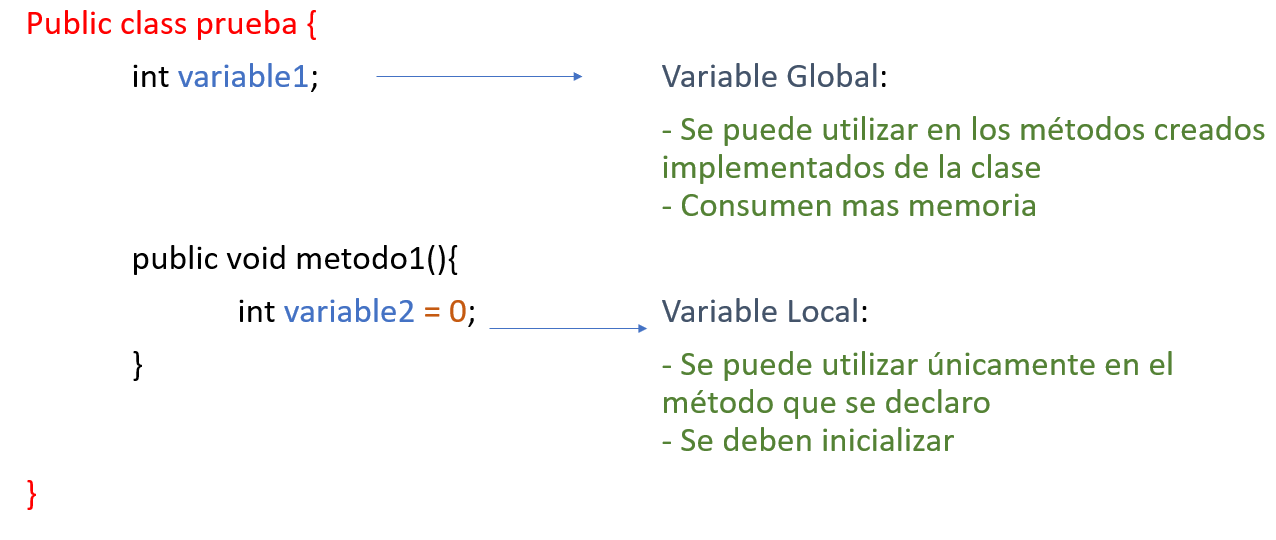 Public class prueba {
int variable1;
Variable Global:
- Se puede utilizar en los métodos creados
implementados de la clase
- Consumen mas memoria
public void metodo1(){
int variable2 = 0;
Variable Local:
}
- Se puede utilizar únicamente en el
método que se declaro
- Se deben inicializar
}